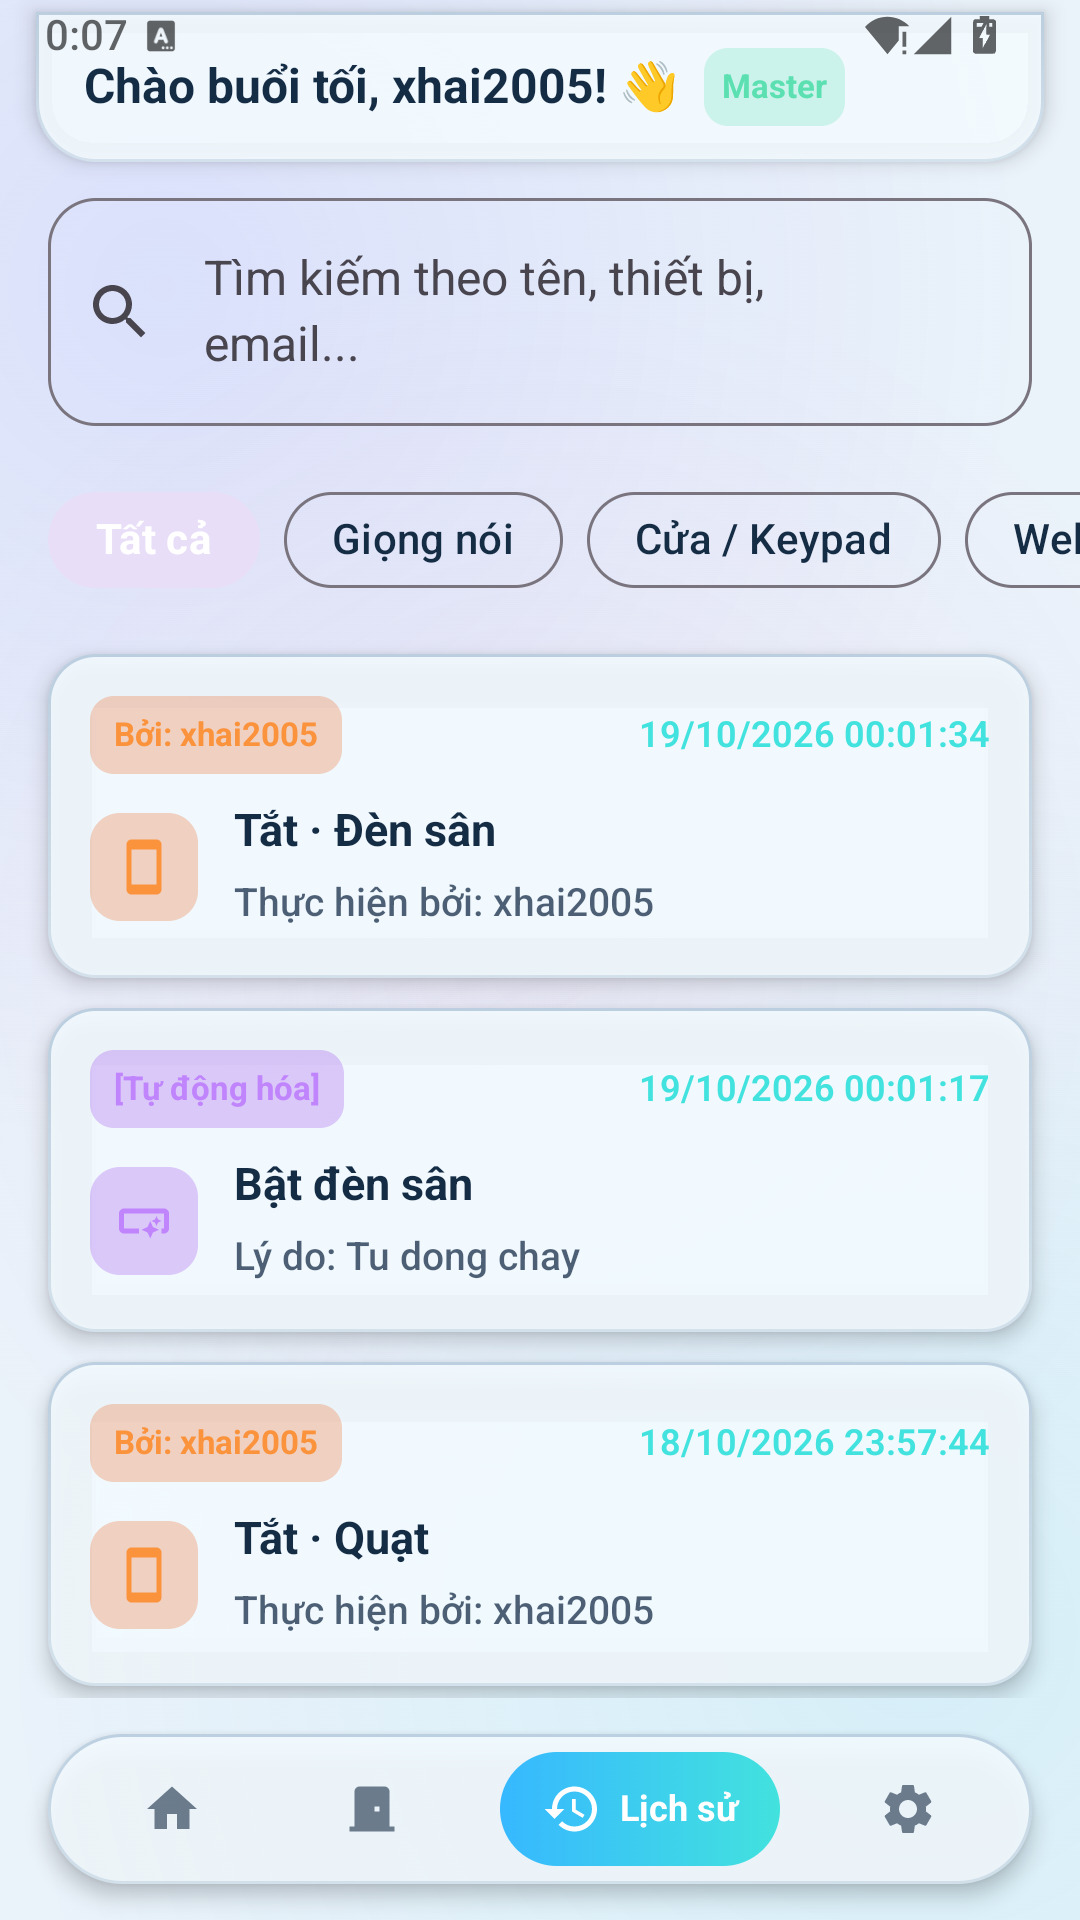 0:07
Chào buổi tối, xhai2005! 👋 Master
Tìm kiếm theo tên, thiết bị,
email...
Tất cả Giọng nói Cửa / Keypad
Bởi: xhai2005 19/10/2026 00:01:34
Tắt · Đèn sân
Thực hiện bởi: xhai2005
[Tự động hóa] 19/10/2026 00:01:17
Bật đèn sân
Lý do: Tu dong chay
Bởi: xhai2005 18/10/2026 23:57:44
Tắt · Quạt
Thực hiện bởi: xhai2005
Lịch sử